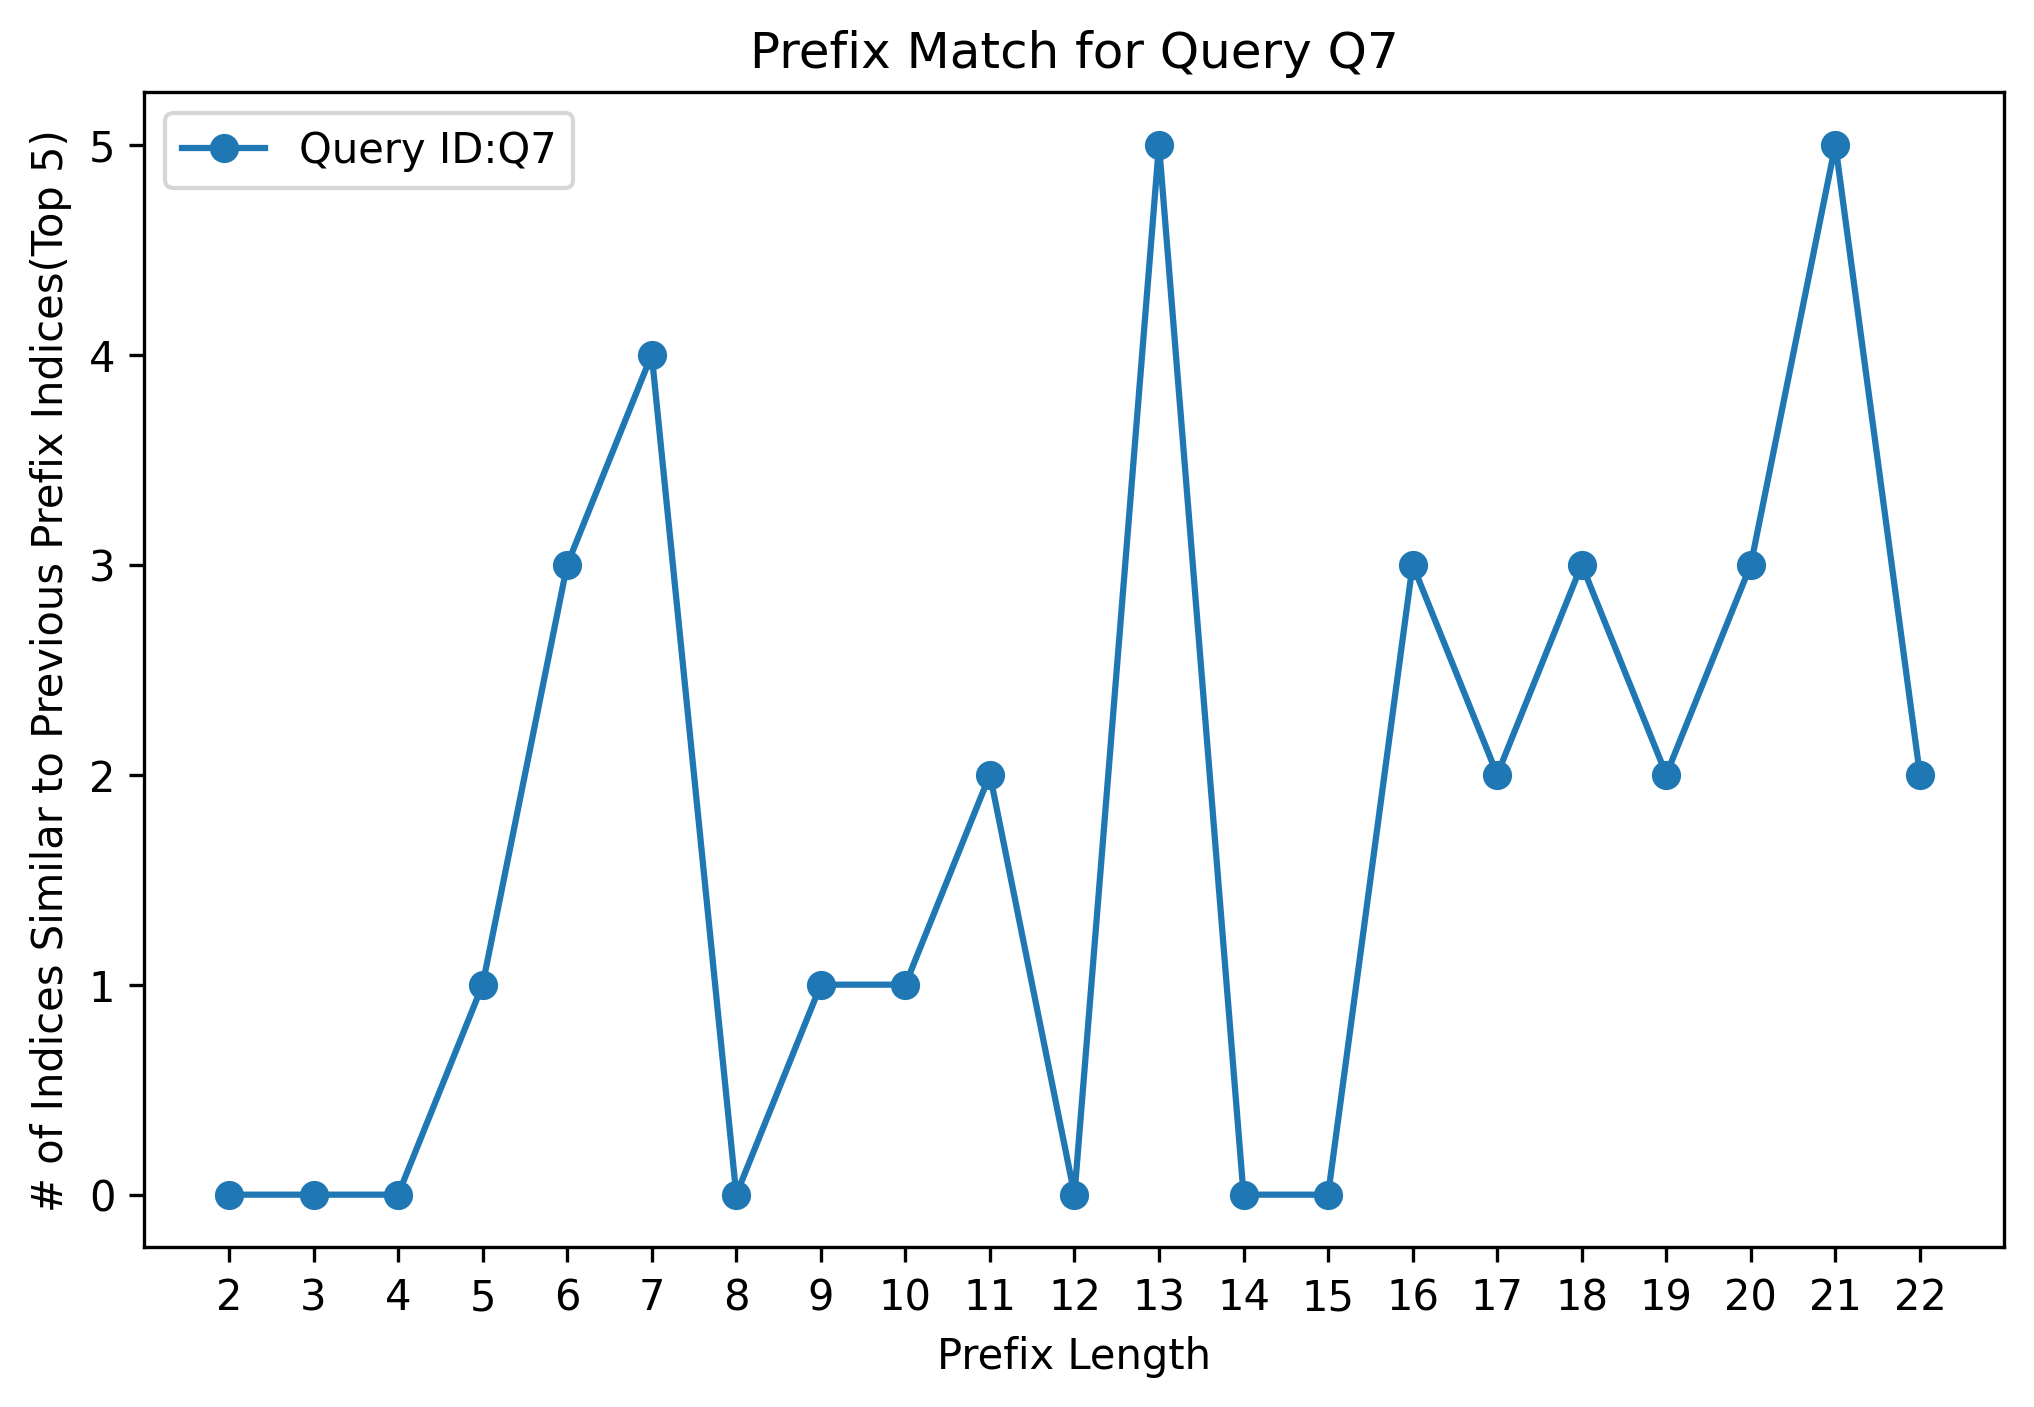 Prefix Match for Query Q7
Query ID:Q7
# of Indices Similar to Previous Prefix Indices(Top 5)
5
4
3
2
1
0
2 3 4 5 6 7 8 9 10 11 12 13 14 15 16 17 18 19 20 21 22
Prefix Length